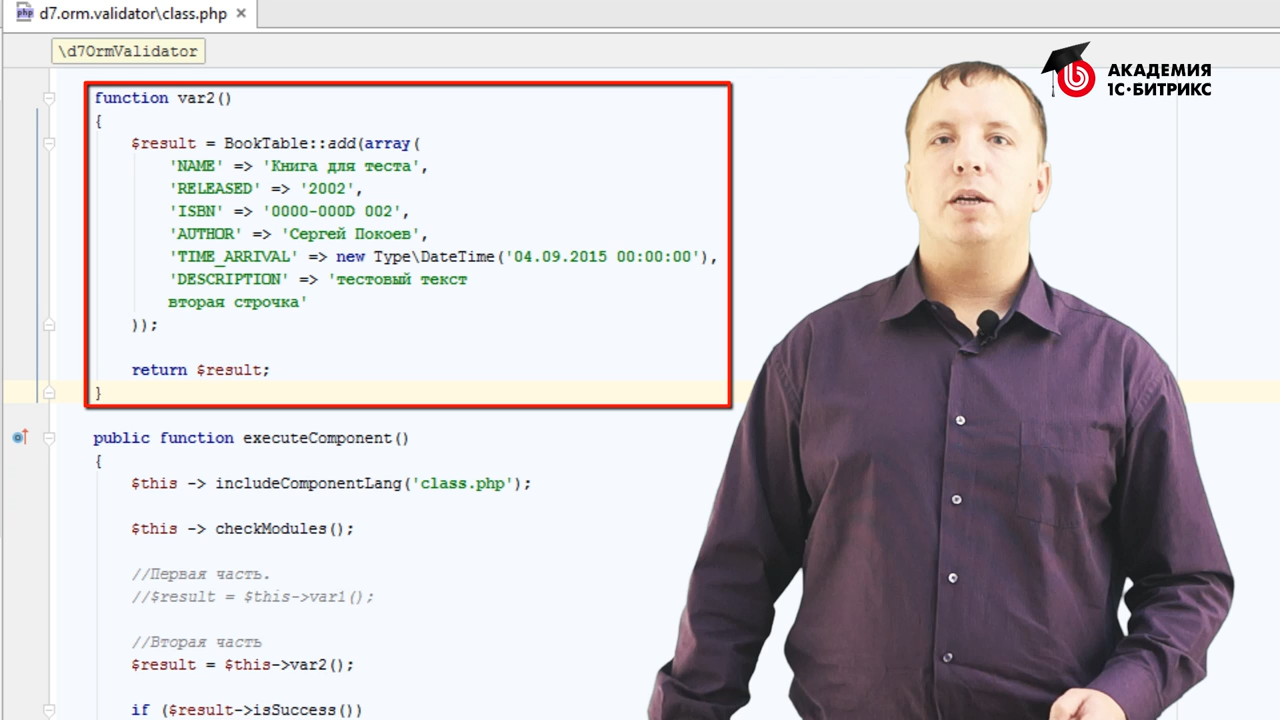 d7.orm.validator\class.php
\d7OrmValidator
АКАДЕМИЯ
1С-БИТРИКС
function var2()
{
$result = BookTable::add(array(
'NAME' => 'Книга для теста',
'RELEASED' => '2002',
'ISBN' => '0000-000D 002',
'AUTHOR' => 'Сергей Покоев',
'TIME_ARRIVAL' => new Type\DateTime('04.09.2015 00:00:00'),
'DESCRIPTION' => 'тестовый текст
вторая строчка'
));
return $result;
}
public function executeComponent()
{
$this -> includeComponentLang('class.php');
$this -> checkModules();
//Первая часть.
//$result = $this->var1();
//Вторая часть
$result = $this->var2();
if ($result->isSuccess())